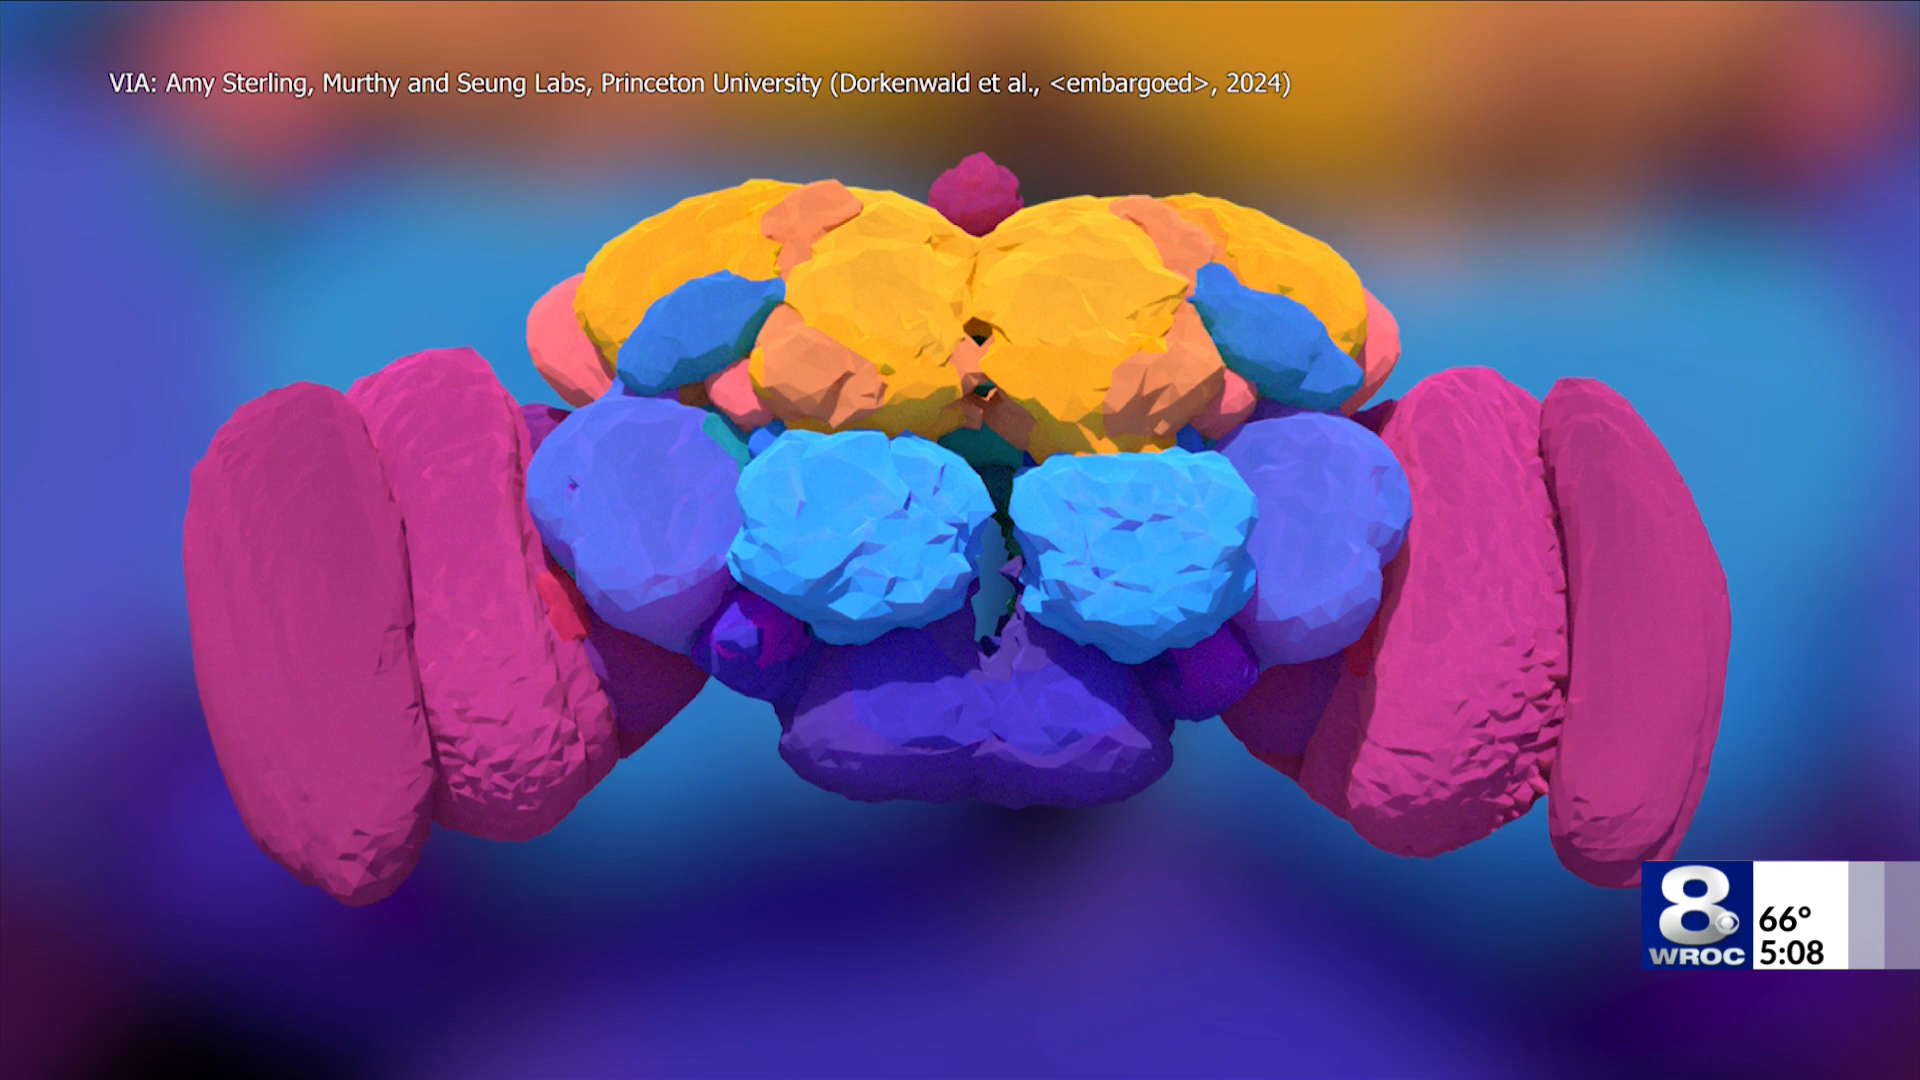 VIA: Amy Sterling, Murthy and Seung Labs, Princeton University (Dorkenwald et al., <embargoed>, 2024)
8
WROC
66°
5:08